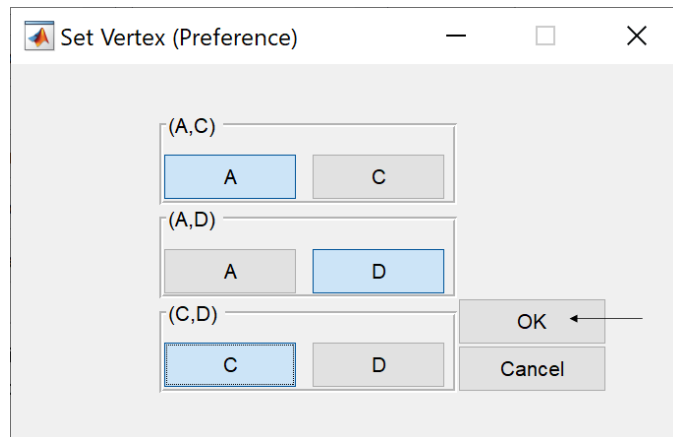 Set Vertex (Preference)
(A,C)
A C
(A,D)
A D
(C,D)
C D
OK
Cancel